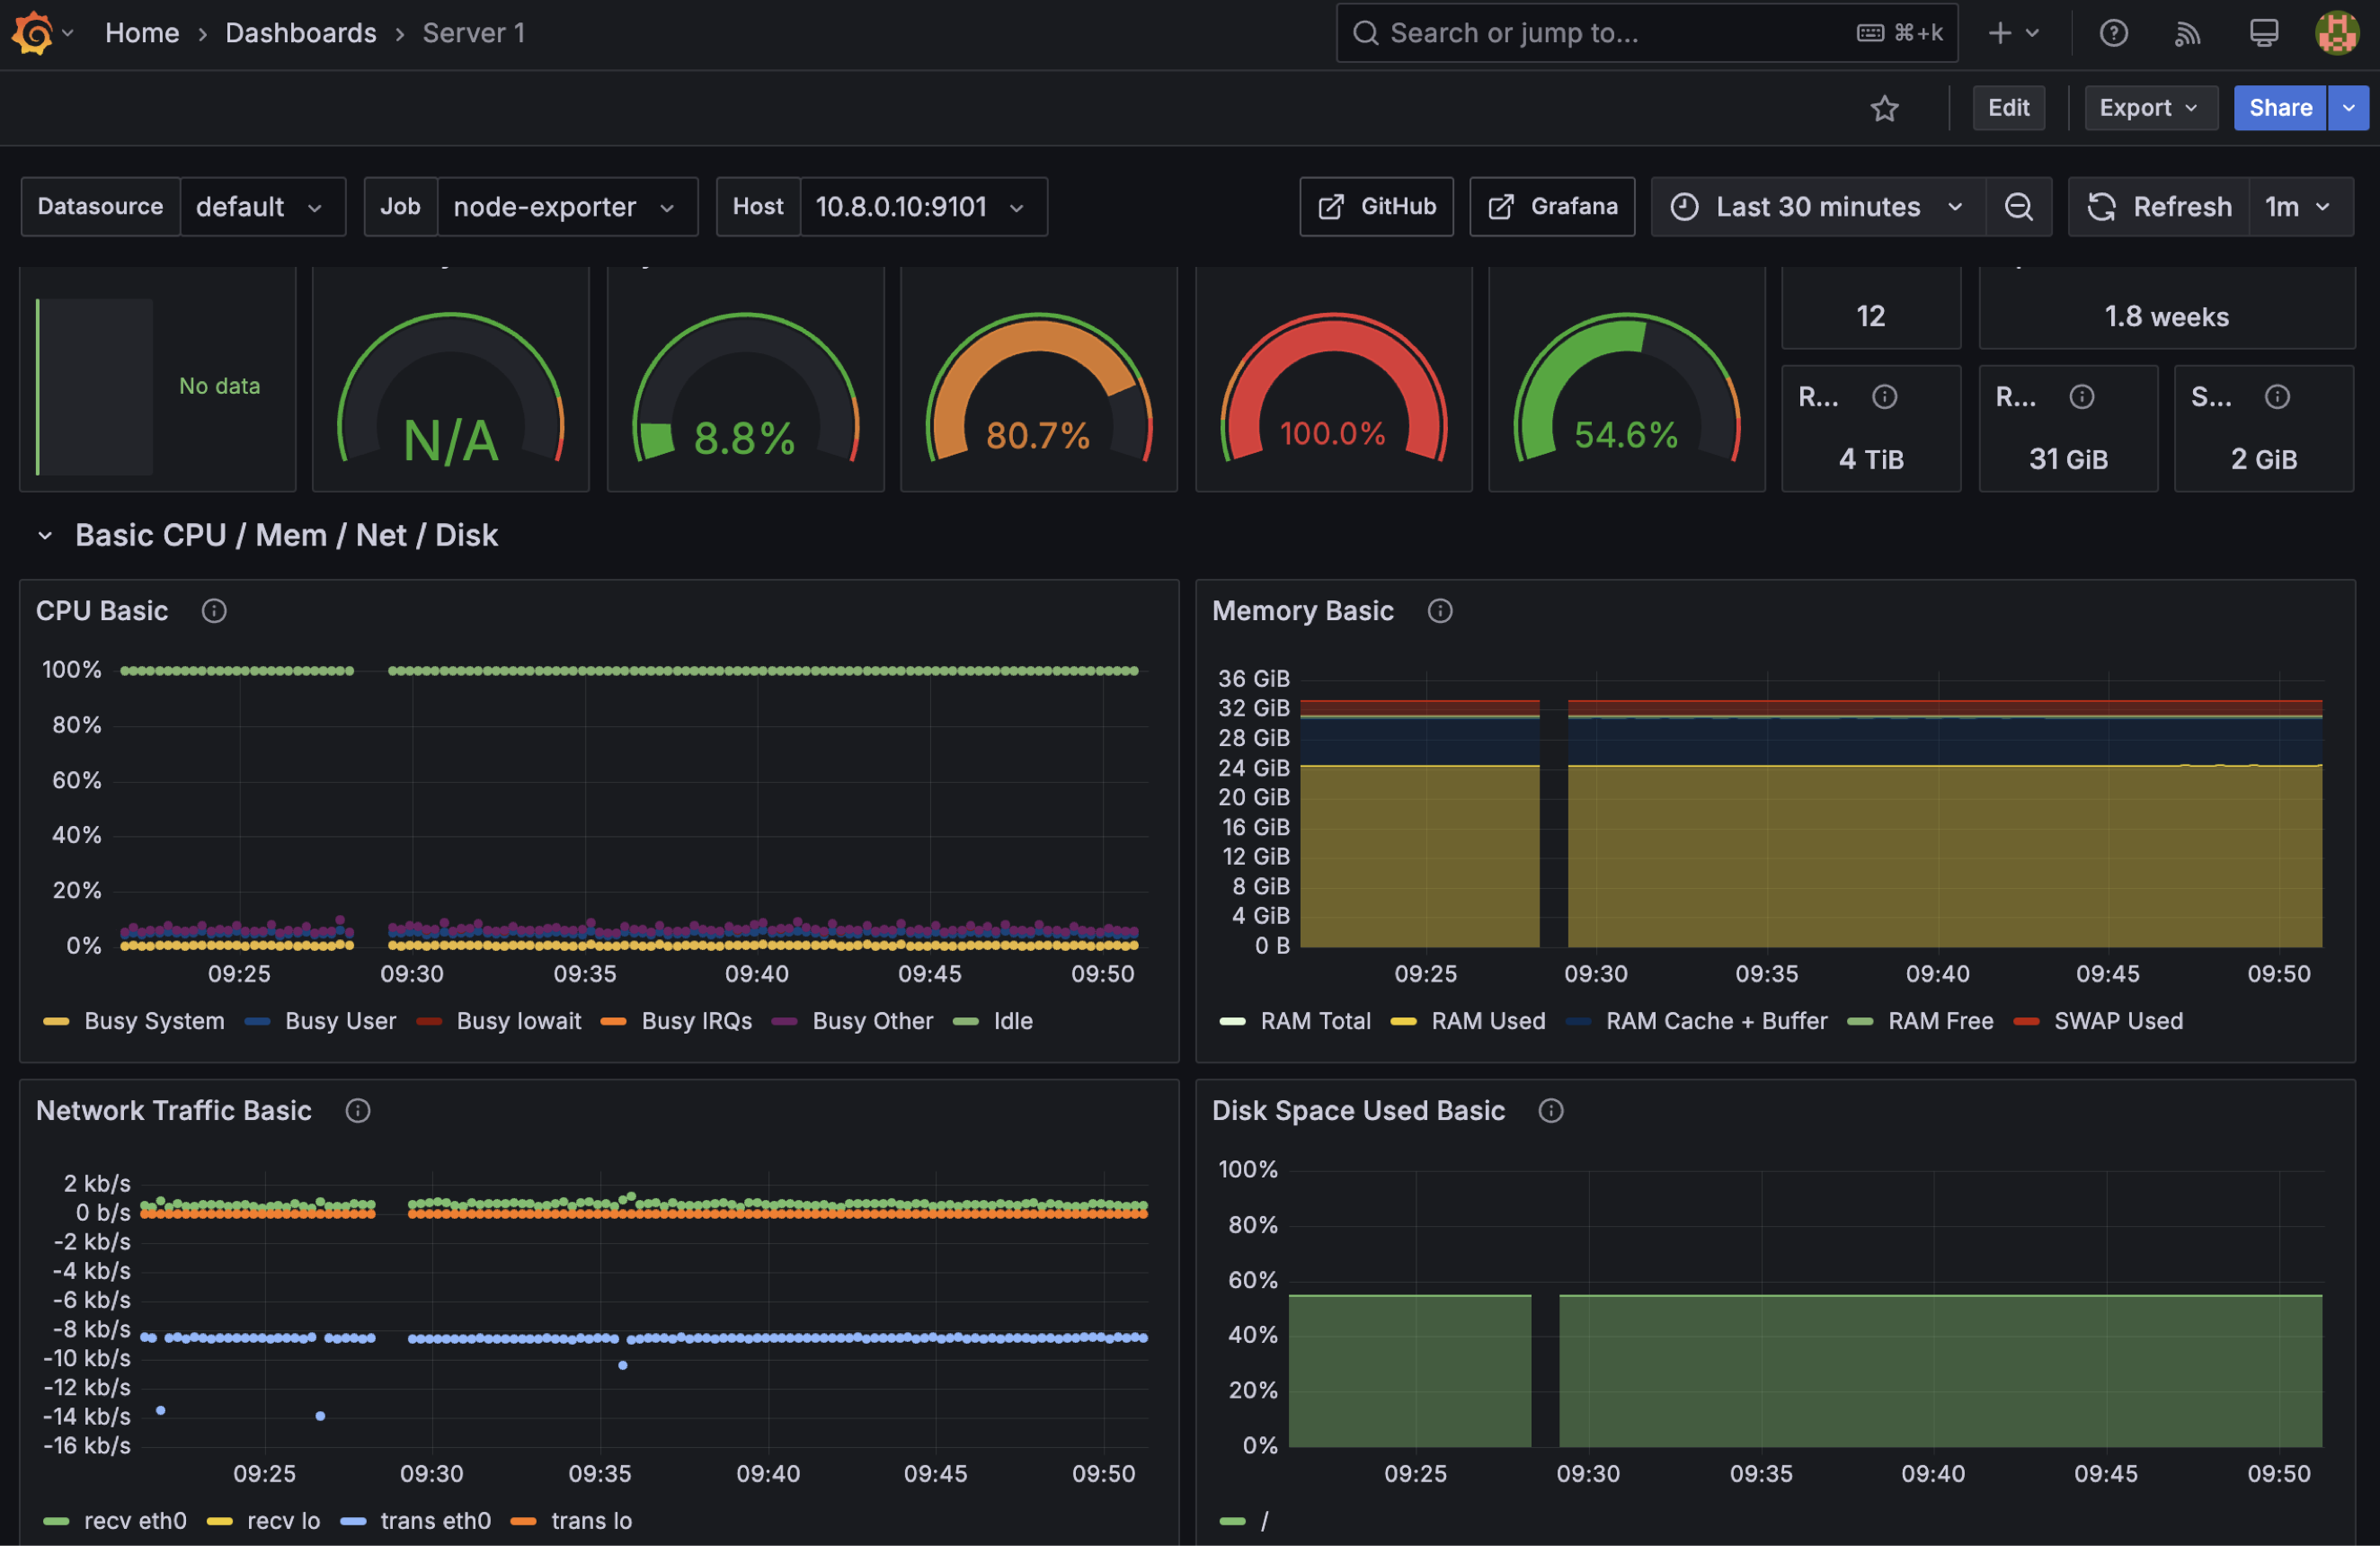 Home › Dashboards › Server 1
Search or jump to...
⌘+k
Edit
Export
Share
Datasource
default
Job
node-exporter
Host
10.8.0.10:9101
GitHub
Grafana
Last 30 minutes
Refresh
1m
No data
N/A
8.8%
80.7%
100.0%
54.6%
12
1.8 weeks
R...
4 TiB
R...
31 GiB
S...
2 GiB
Basic CPU / Mem / Net / Disk
CPU Basic
100%
80%
60%
40%
20%
0%
09:25 09:30 09:35 09:40 09:45 09:50
Busy System Busy User Busy Iowait Busy IRQs Busy Other Idle
Memory Basic
36 GiB
32 GiB
28 GiB
24 GiB
20 GiB
16 GiB
12 GiB
8 GiB
4 GiB
0 B
09:25 09:30 09:35 09:40 09:45 09:50
RAM Total RAM Used RAM Cache + Buffer RAM Free SWAP Used
Network Traffic Basic
2 kb/s
0 b/s
-2 kb/s
-4 kb/s
-6 kb/s
-8 kb/s
-10 kb/s
-12 kb/s
-14 kb/s
-16 kb/s
09:25 09:30 09:35 09:40 09:45 09:50
recv eth0 recv lo trans eth0 trans lo
Disk Space Used Basic
100%
80%
60%
40%
20%
0%
09:25 09:30 09:35 09:40 09:45 09:50
/